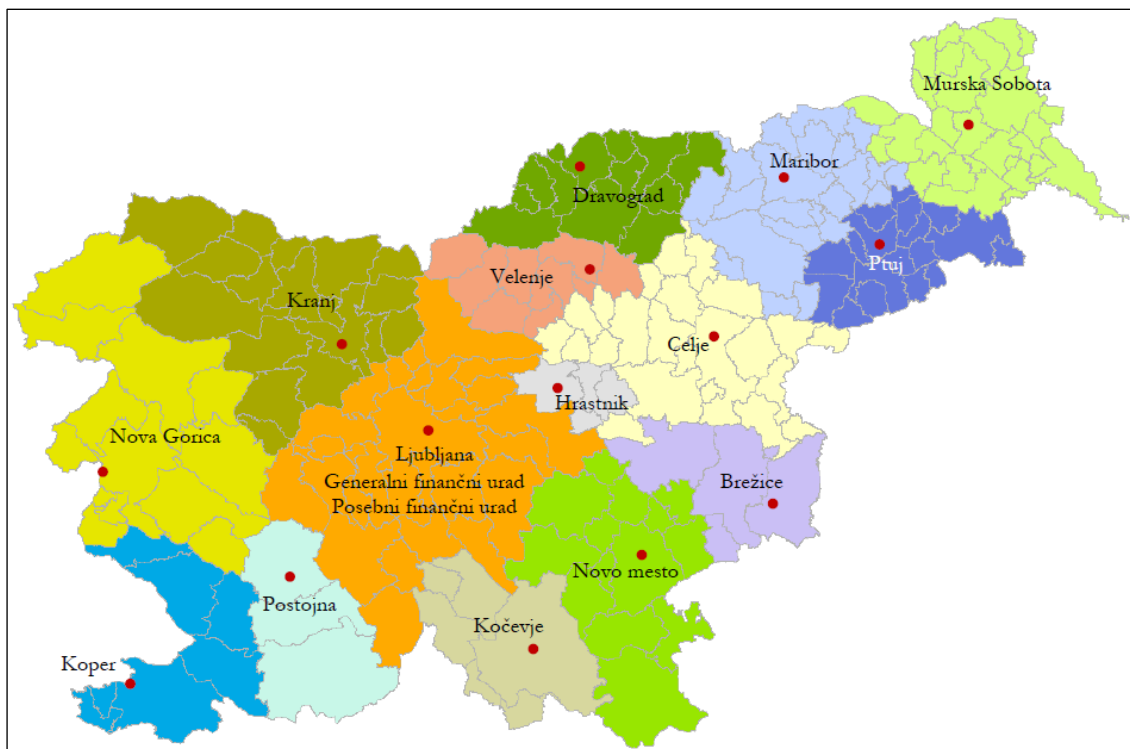 Murska Sobota
Maribor
Dravograd
Ptuj
Velenje
Kranj
Celje
Hrastnik
Nova Gorica
Ljubljana
Generalni finančni urad
Posebni finančni urad
Brežice
Novo mesto
Postojna
Kočevje
Koper